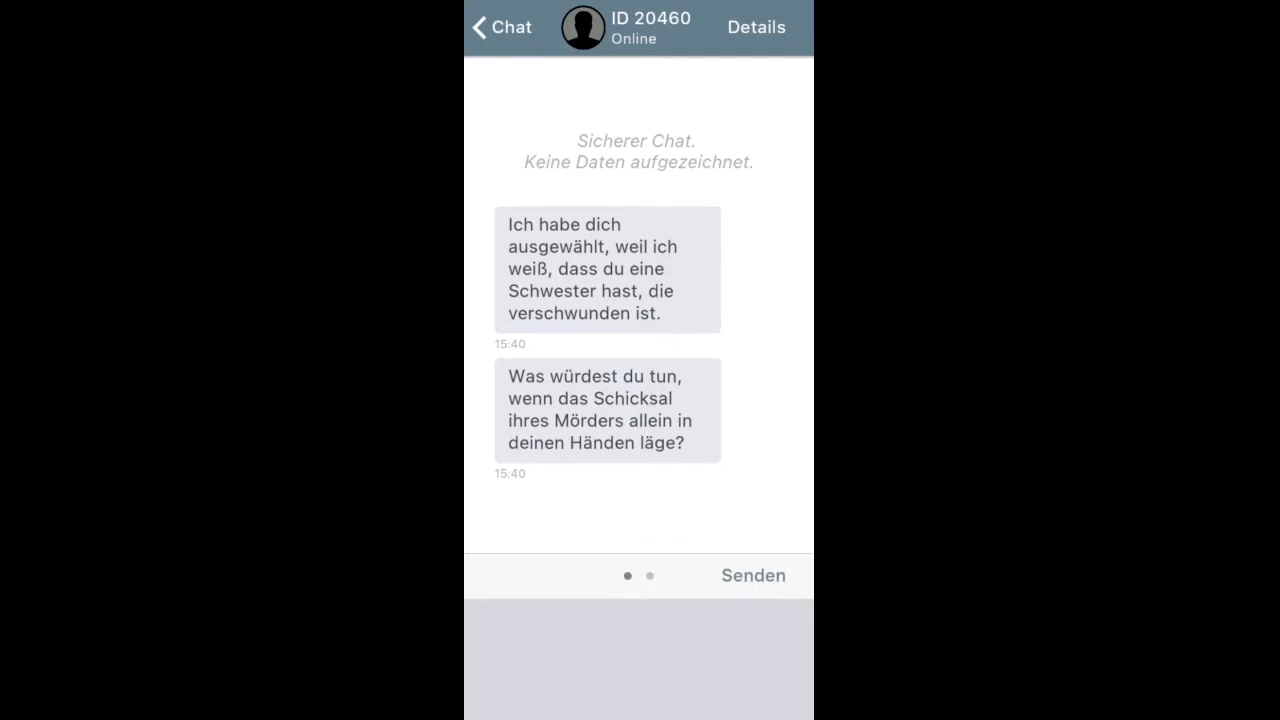 Chat
ID 20460
Online
Details
Sicherer Chat.
Keine Daten aufgezeichnet.
Ich habe dich
ausgewählt, weil ich
weiß, dass du eine
Schwester hast, die
verschwunden ist.
15:40
Was würdest du tun,
wenn das Schicksal
ihres Mörders allein in
deinen Händen läge?
15:40
Senden